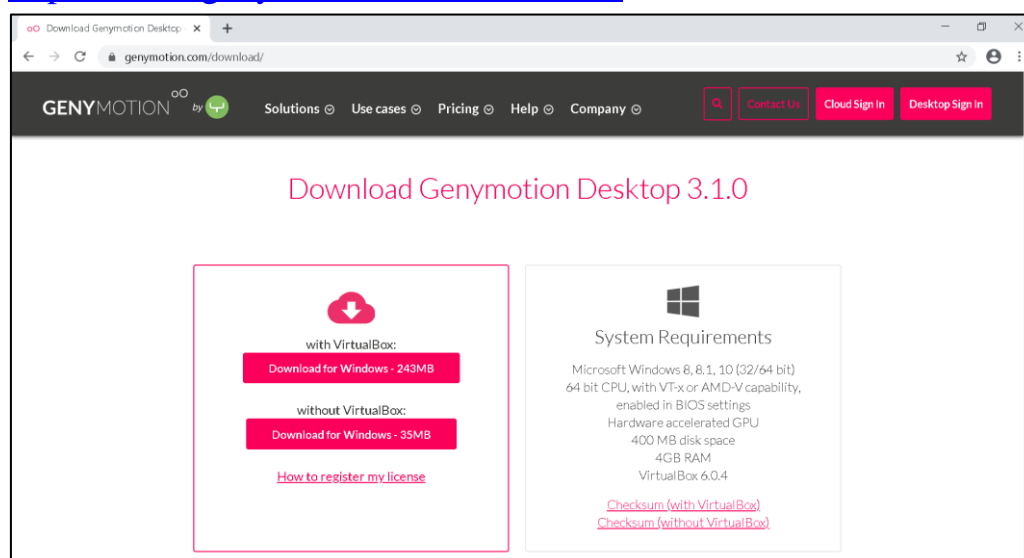 Download Genymotion Desktop
genymotion.com/download/
GENYMOTION by
Solutions Use cases Pricing Help Company
Contact Us Cloud Sign In Desktop Sign In
Download Genymotion Desktop 3.1.0
with VirtualBox:
Download for Windows - 243MB
without VirtualBox:
Download for Windows - 35MB
How to register my license
System Requirements
Microsoft Windows 8, 8.1, 10 (32/64 bit)
64 bit CPU, with VT-x or AMD-V capability,
enabled in BIOS settings
Hardware accelerated GPU
400 MB disk space
4GB RAM
VirtualBox 6.0.4
Checksum (with VirtualBox)
Checksum (without VirtualBox)